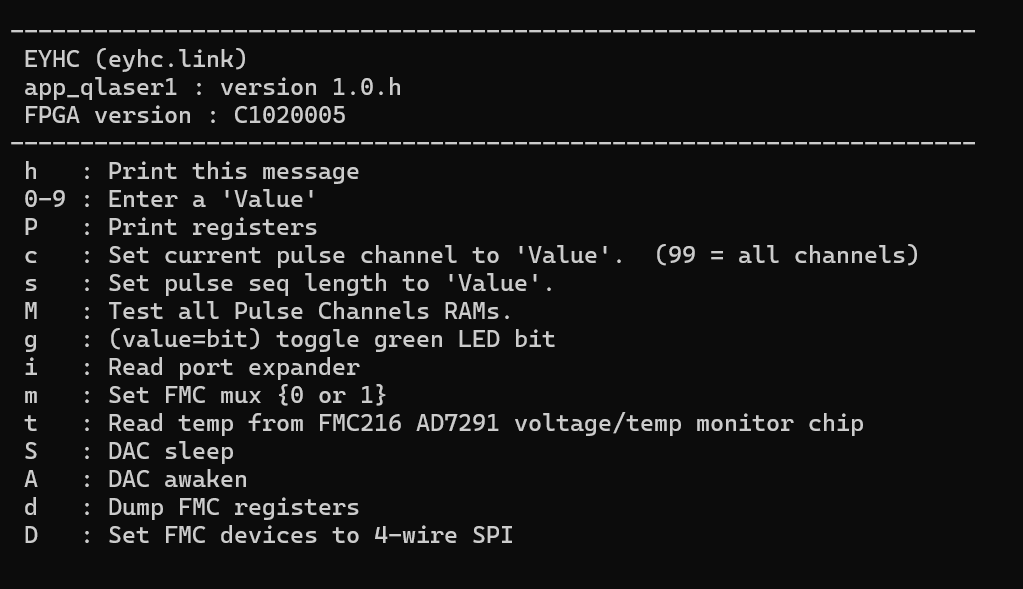 --------------------------------------------------------------------
EYHC (eyhc.link)
app_qlaser1 : version 1.0.h
FPGA version : C1020005
--------------------------------------------------------------------
h   : Print this message
0-9 : Enter a 'Value'
P   : Print registers
c   : Set current pulse channel to 'Value'.  (99 = all channels)
s   : Set pulse seq length to 'Value'.
M   : Test all Pulse Channels RAMs.
g   : (value=bit) toggle green LED bit
i   : Read port expander
m   : Set FMC mux {0 or 1}
t   : Read temp from FMC216 AD7291 voltage/temp monitor chip
S   : DAC sleep
A   : DAC awaken
d   : Dump FMC registers
D   : Set FMC devices to 4-wire SPI